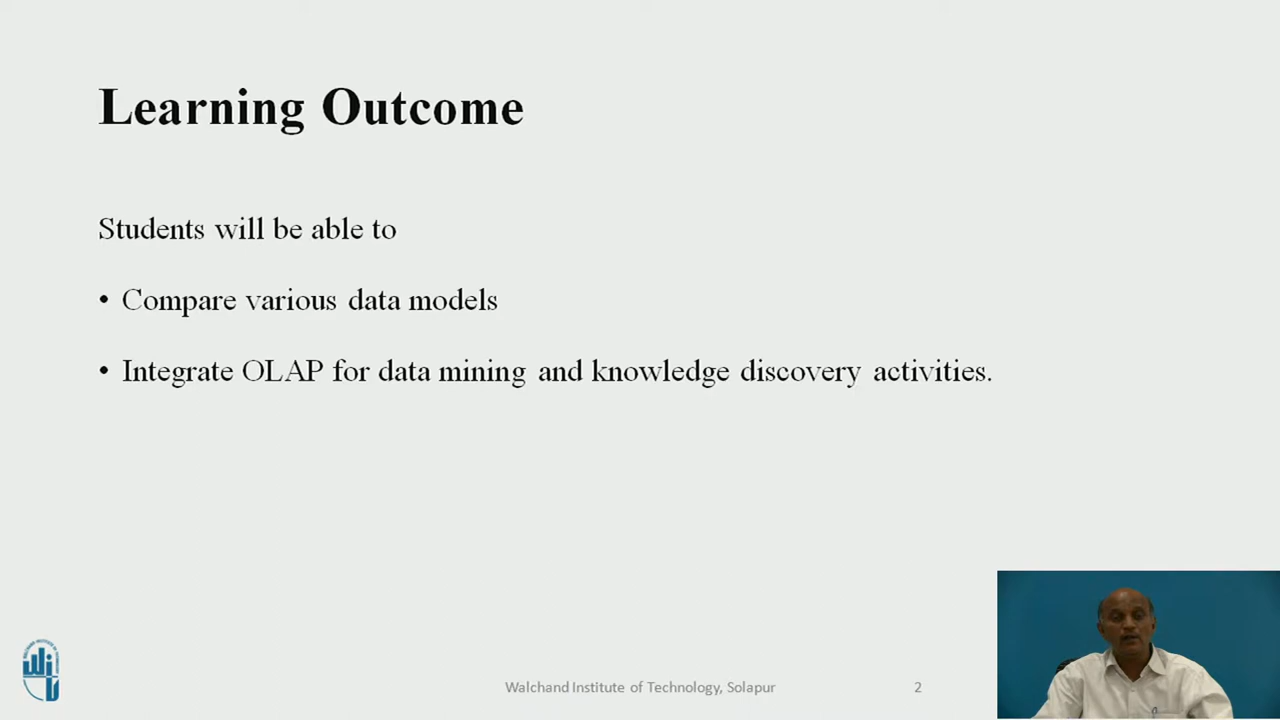 Learning Outcome
Students will be able to
• Compare various data models
• Integrate OLAP for data mining and knowledge discovery activities.
Walchand Institute of Technology, Solapur
2